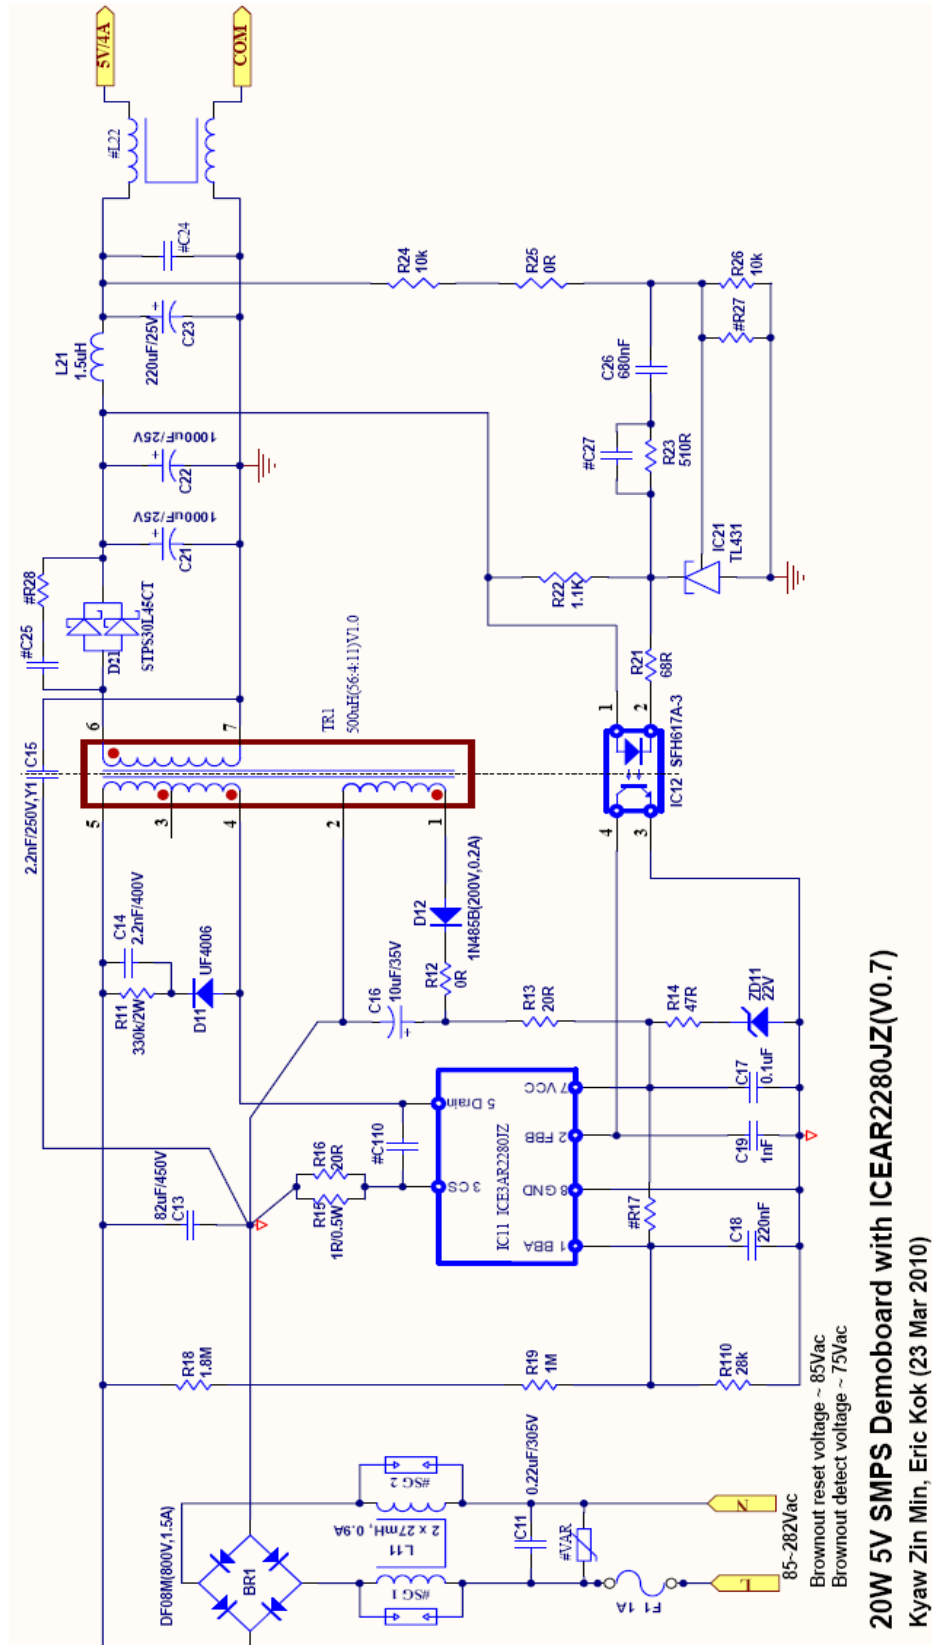 5V/4A
COM
#L22
#C24
R24
10k
R25
0R
R26
10k
#R27
L21
1.5uH
220uF/25V
+
C23
C26
680nF
1000uF/25V
+
C22
#C27
R23
510R
1000uF/25V
+
C21
IC21
TL431
#R28
#C25
D21
STPS30L45CT
R22
1.1K
R21
68R
TR1
500uH(56:4:11)V1.0
6
7
1
2
C15
2.2nF/250V,Y1
IC12 SFH617A-3
5
3
4
2
1
4
3
C14
2.2nF/400V
R11
330k/2W
D11
UF4006
D12
1N485B(200V,0.2A)
C16
10uF/35V
+
R12
0R
R13
20R
R14
47R
ZD11
22V
C17
0.1uF
C19
1nF
5 Drain
7 VCC
2 FBB
8 GND
3 CS
1 BBA
IC11 ICE3AR2280JZ
#C110
R16
20R
R15
1R/0.5W
82uF/450V
C13
#R17
C18
220nF
R18
1.8M
R19
1M
R110
28k
DF08M(800V,1.5A)
BR1
#SG 2
2 x 27mH, 0.9A
L11
#SG 1
0.22uF/305V
C11
#VAR
F1 1A
N
L
85~282Vac
Brownout reset voltage ~ 85Vac
Brownout detect voltage ~ 75Vac
20W 5V SMPS Demoboard with ICEAR2280JZ(V0.7)
Kyaw Zin Min, Eric Kok (23 Mar 2010)